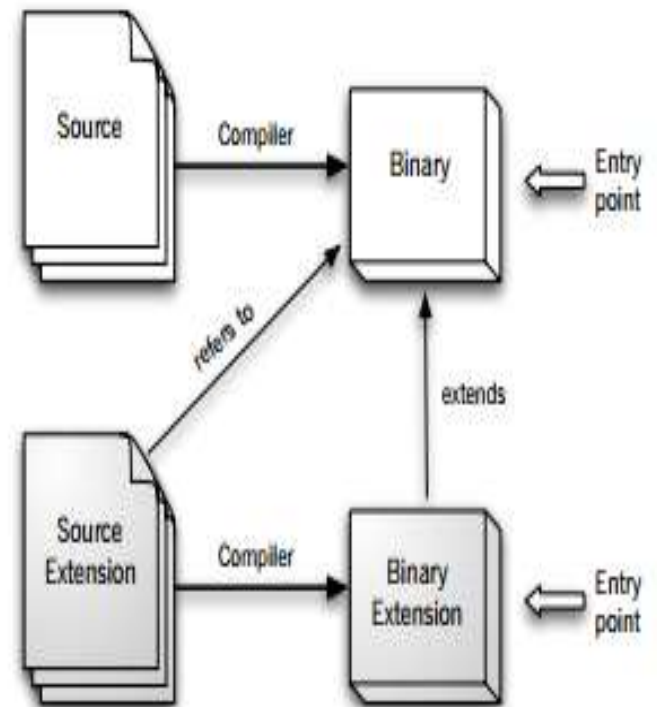 Source
Compiler
Binary
Entry
point
refers to
extends
Source
Extension
Compiler
Binary
Extension
Entry
point